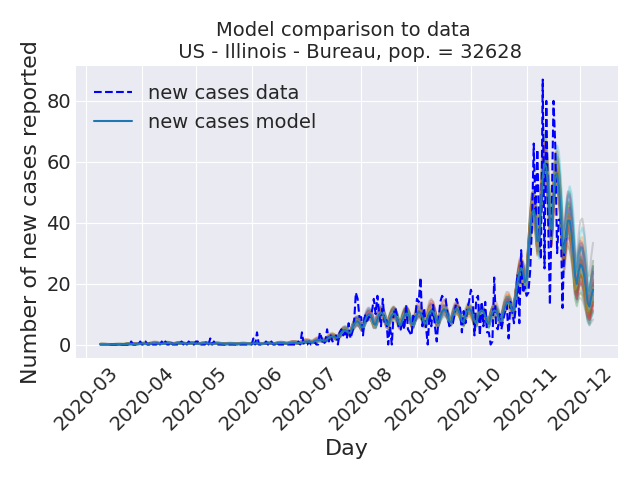 Model comparison to data
US - Illinois - Bureau, pop. = 32628
Number of new cases reported
80
60
40
20
0
new cases data
new cases model
2020-03
2020-04
2020-05
2020-06
2020-07
2020-08
2020-09
2020-10
2020-11
2020-12
Day